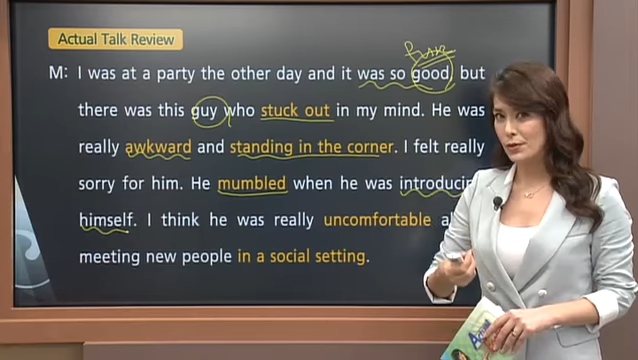 Actual Talk Review
M: I was at a party the other day and it was so good, but
there was this guy who stuck out in my mind. He was
really awkward and standing in the corner. I felt really
sorry for him. He mumbled when he was introducin
himself. I think he was really uncomfortable a
meeting new people in a social setting.